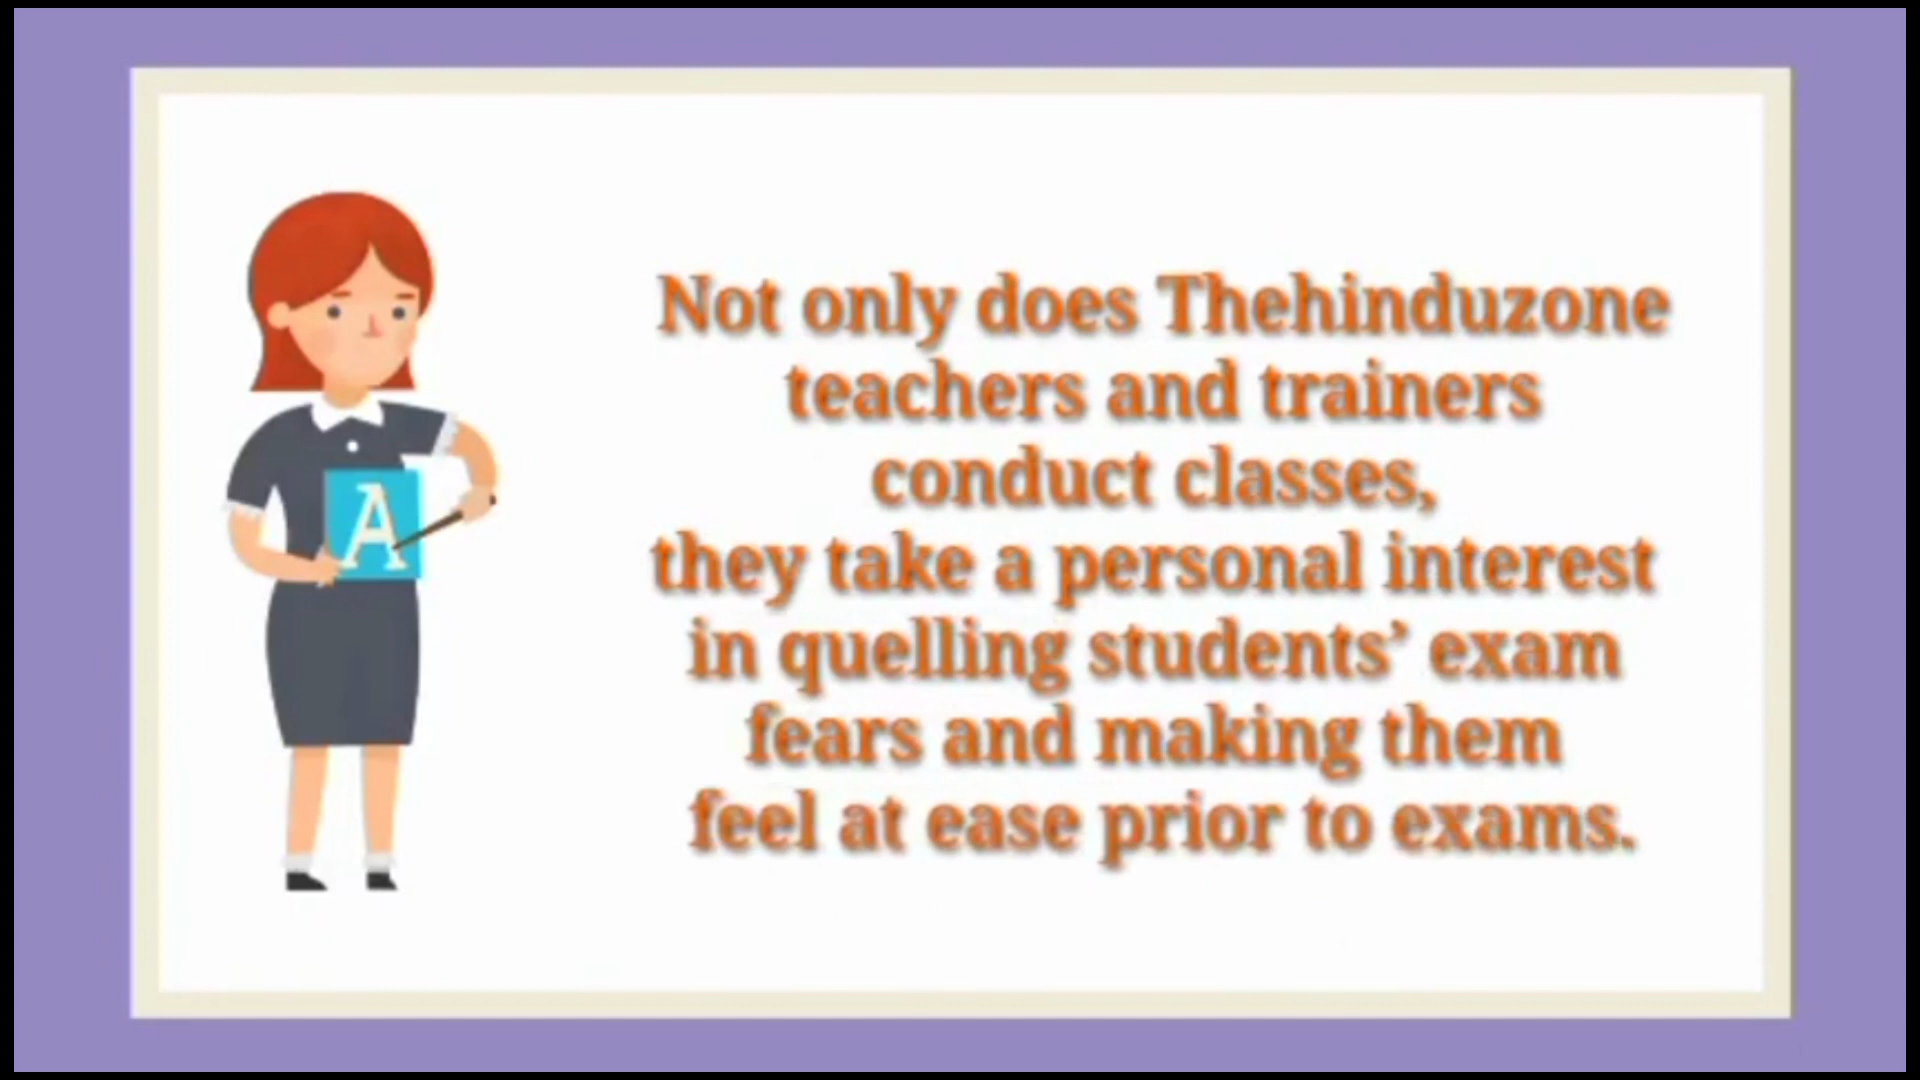 A
Not only does Thehinduzone
teachers and trainers
conduct classes,
they take a personal interest
in quelling students’ exam
fears and making them
feel at ease prior to exams.